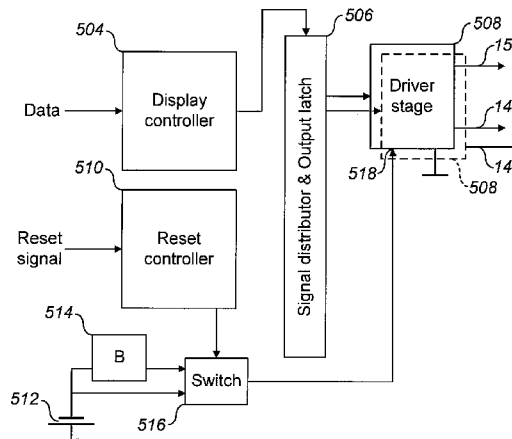 504
506
508
15
Data
Display
controller
Signal distributor & Output latch
Driver
stage
14
14
510
518
508
Reset
signal
Reset
controller
514
B
512
Switch
516